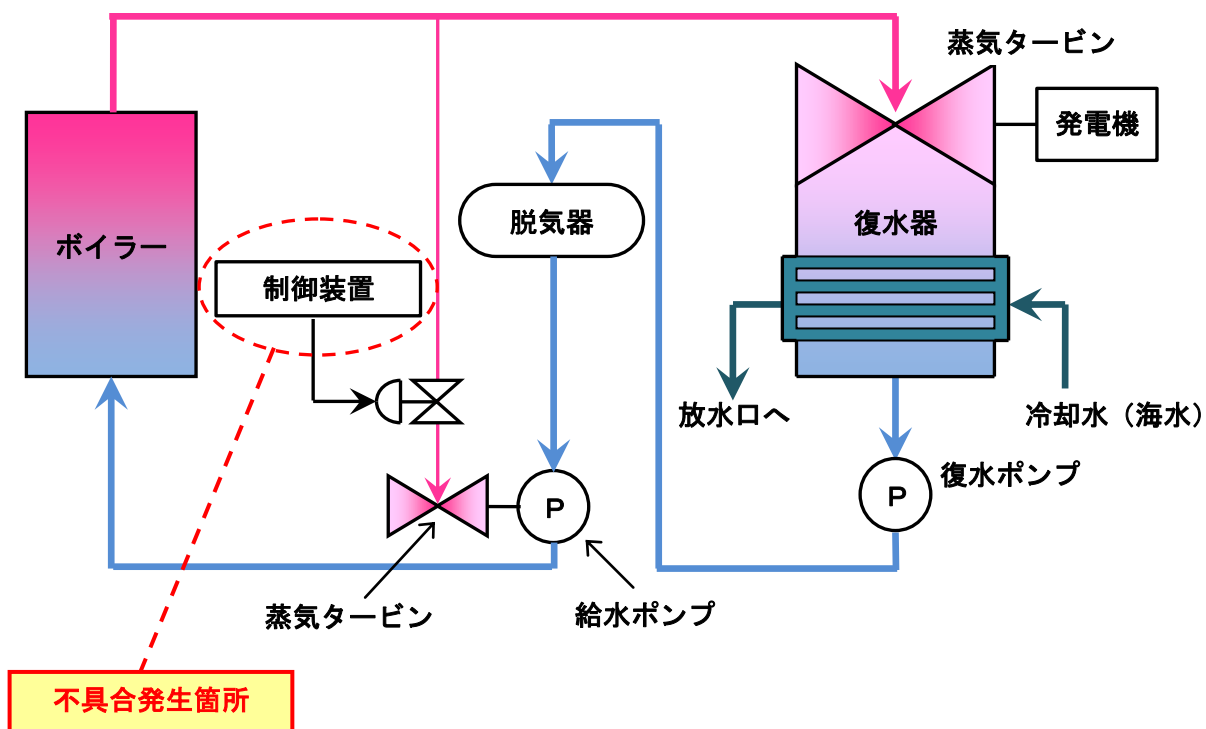 蒸気タービン
発電機
脱気器
復水器
ボイラー
制御装置
放水口へ
冷却水（海水）
復水ポンプ
P
P
蒸気タービン
給水ポンプ
不具合発生箇所